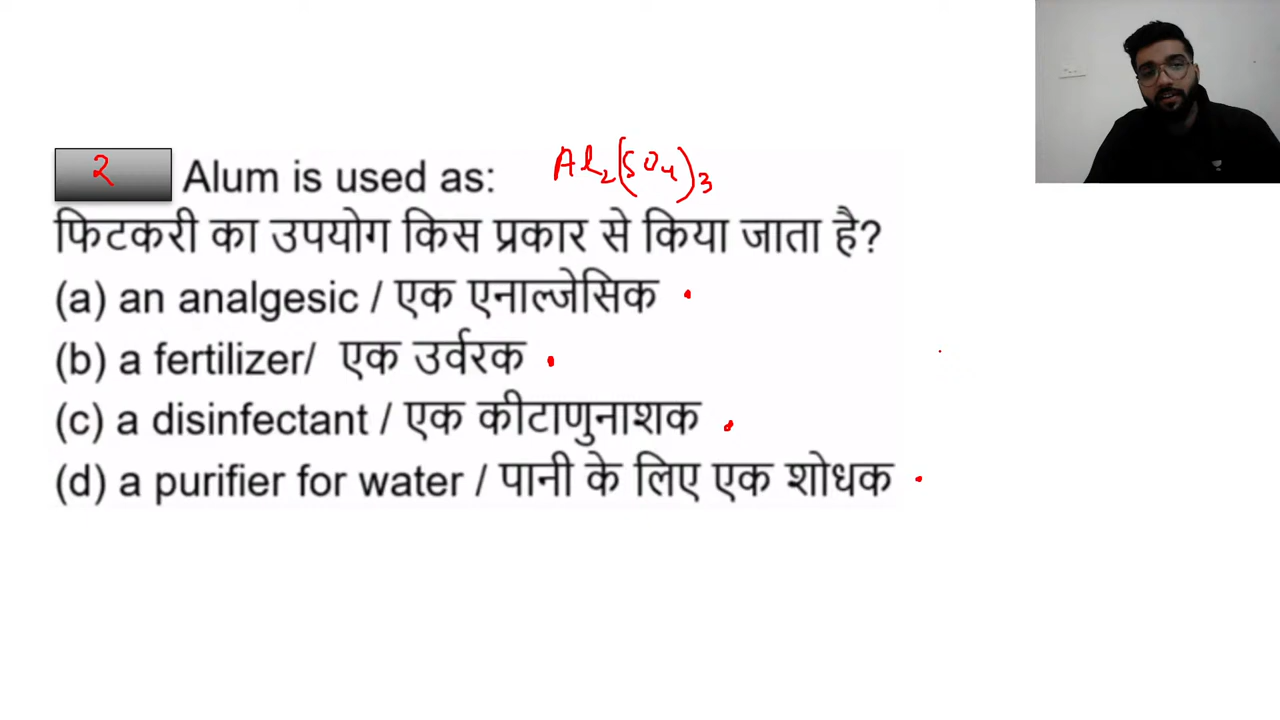 2 Alum is used as: Al₂(SO₄)₃
फिटकरी का उपयोग किस प्रकार से किया जाता है?
(a) an analgesic / एक एनाल्जेसिक
(b) a fertilizer/ एक उर्वरक
(c) a disinfectant / एक कीटाणुनाशक
(d) a purifier for water / पानी के लिए एक शोधक